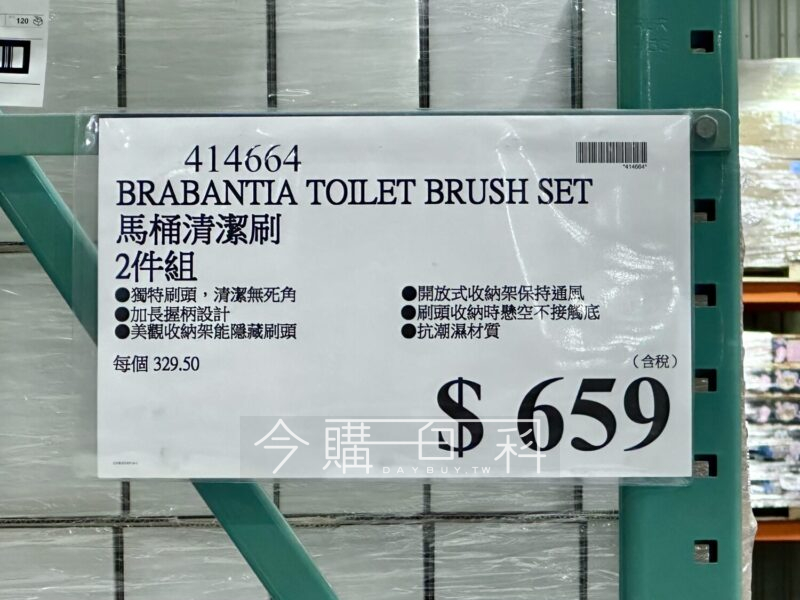 120
414664
*414664*
BRABANTIA TOILET BRUSH SET
馬桶清潔刷
2件組
●獨特刷頭，清潔無死角
●加長握柄設計
●美觀收納架能隱藏刷頭
●開放式收納架保持通風
●刷頭收納時懸空不接觸底
●抗潮濕材質
每個 329.50
（含稅）
$ 659
今購百科
DAYBUY.TW